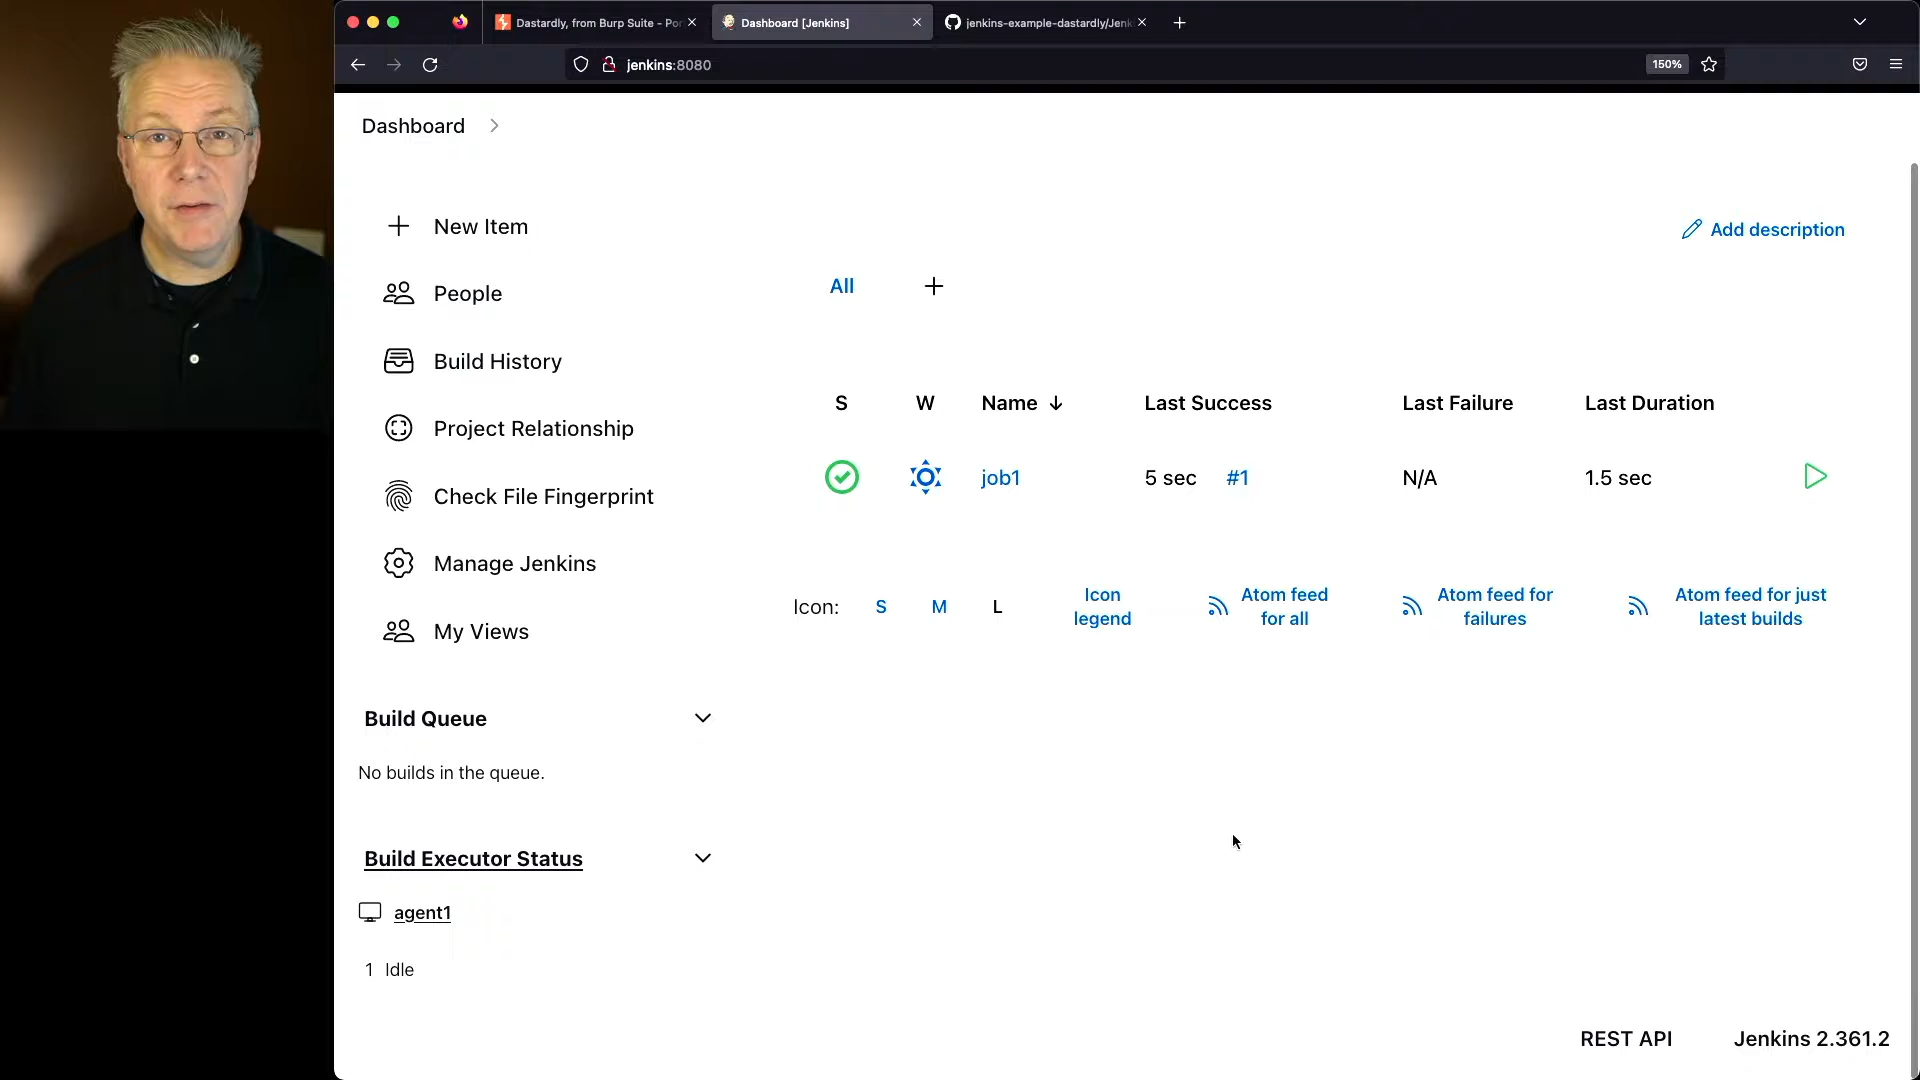 Dastardly, from Burp Suite - Por
Dashboard [Jenkins]
jenkins-example-dastardly/Jenk
jenkins:8080
150%
Dashboard
New Item
People
Build History
Project Relationship
Check File Fingerprint
Manage Jenkins
My Views
Build Queue
No builds in the queue.
Build Executor Status
agent1
1 Idle
Add description
All
S W Name ↓ Last Success Last Failure Last Duration
job1 5 sec #1 N/A 1.5 sec
Icon: S M L
Icon
legend
Atom feed
for all
Atom feed for
failures
Atom feed for just
latest builds
REST API Jenkins 2.361.2